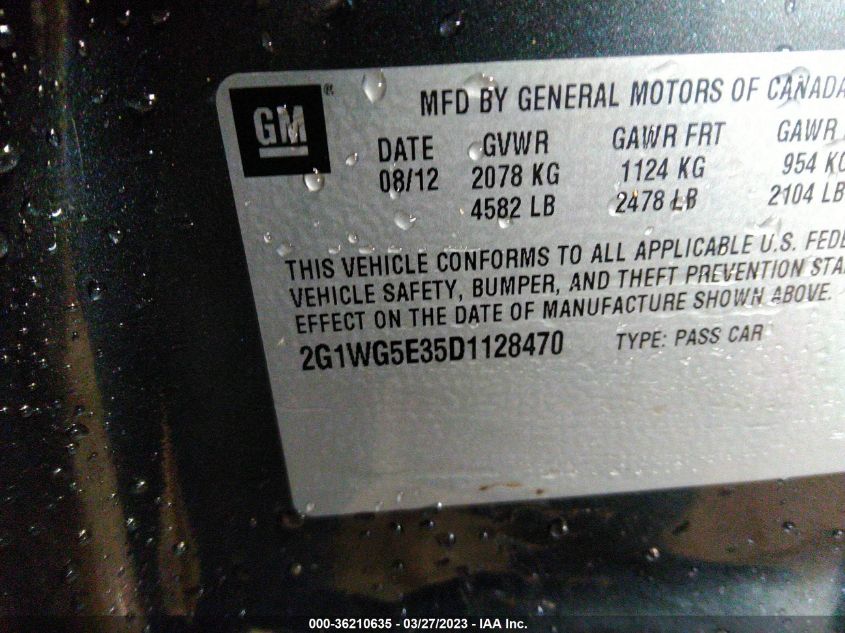 GM ®
MFD BY GENERAL MOTORS OF CANADA
DATE GVWR GAWR FRT GAWR
08/12 2078 KG 1124 KG 954 KG
4582 LB 2478 LB 2104 LB
THIS VEHICLE CONFORMS TO ALL APPLICABLE U.S.
VEHICLE SAFETY, BUMPER, AND THEFT PREVENTION
EFFECT ON THE DATE OF MANUFACTURE SHOWN ABOVE.
2G1WG5E35D1128470 TYPE: PASS CAR
000-36210635 / 03/27/2023 - IAA Inc.